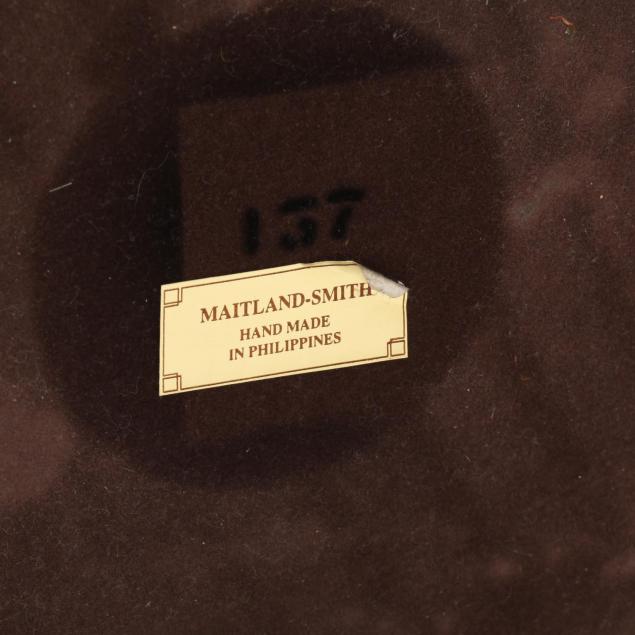 137
MAITLAND-SMITH
HAND MADE
IN PHILIPPINES